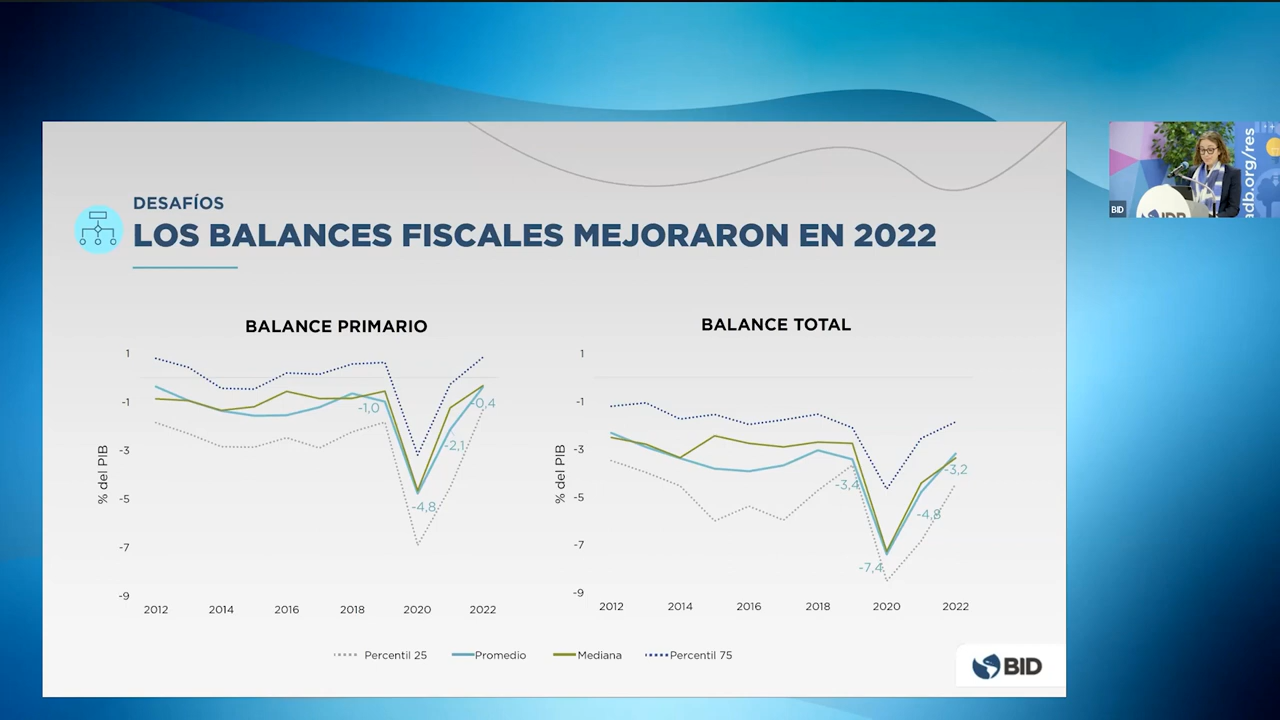 DESAFÍOS
LOS BALANCES FISCALES MEJORARON EN 2022
BALANCE PRIMARIO
1
-1
-3
-5
-7
-9
% del PIB
-1,0
-4,8
-2,1
-0,4
2012 2014 2016 2018 2020 2022
BALANCE TOTAL
1
-1
-3
-5
-7
-9
% del PIB
-3,4
-7,4
-4,8
-3,2
2012 2014 2016 2018 2020 2022
Percentil 25 Promedio Mediana Percentil 75
BID
BID
IDB
adb.org/res